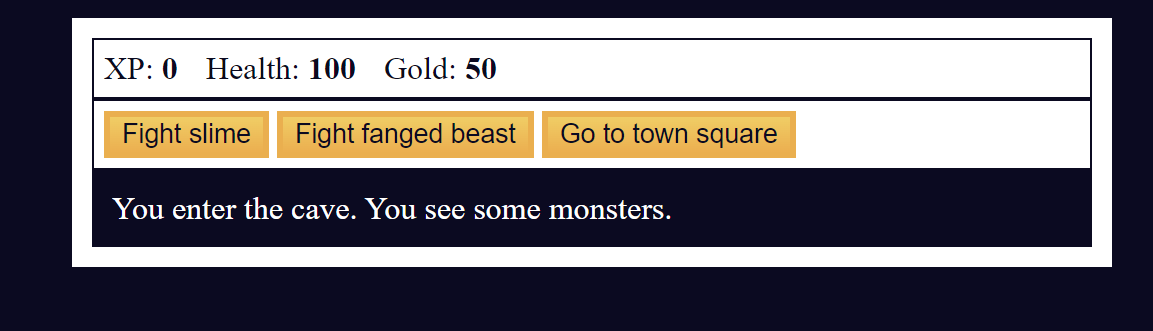 XP: 0 Health: 100 Gold: 50
Fight slime Fight fanged beast Go to town square
You enter the cave. You see some monsters.